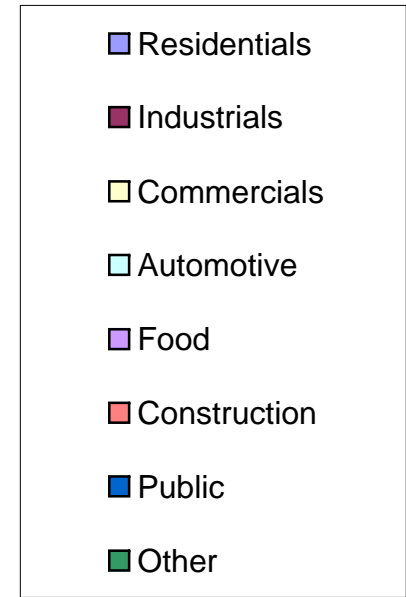 Residentials
Industrials
Commercials
Automotive
Food
Construction
Public
Other